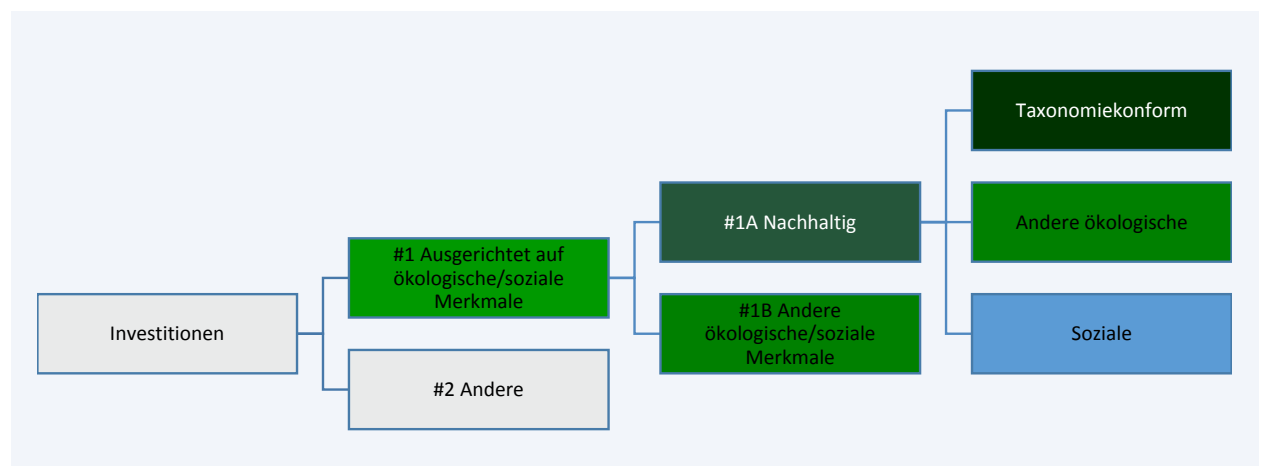 Investitionen
#1 Ausgerichtet auf
ökologische/soziale
Merkmale
#2 Andere
#1A Nachhaltig
#1B Andere
ökologische/soziale
Merkmale
Taxonomiekonform
Andere ökologische
Soziale